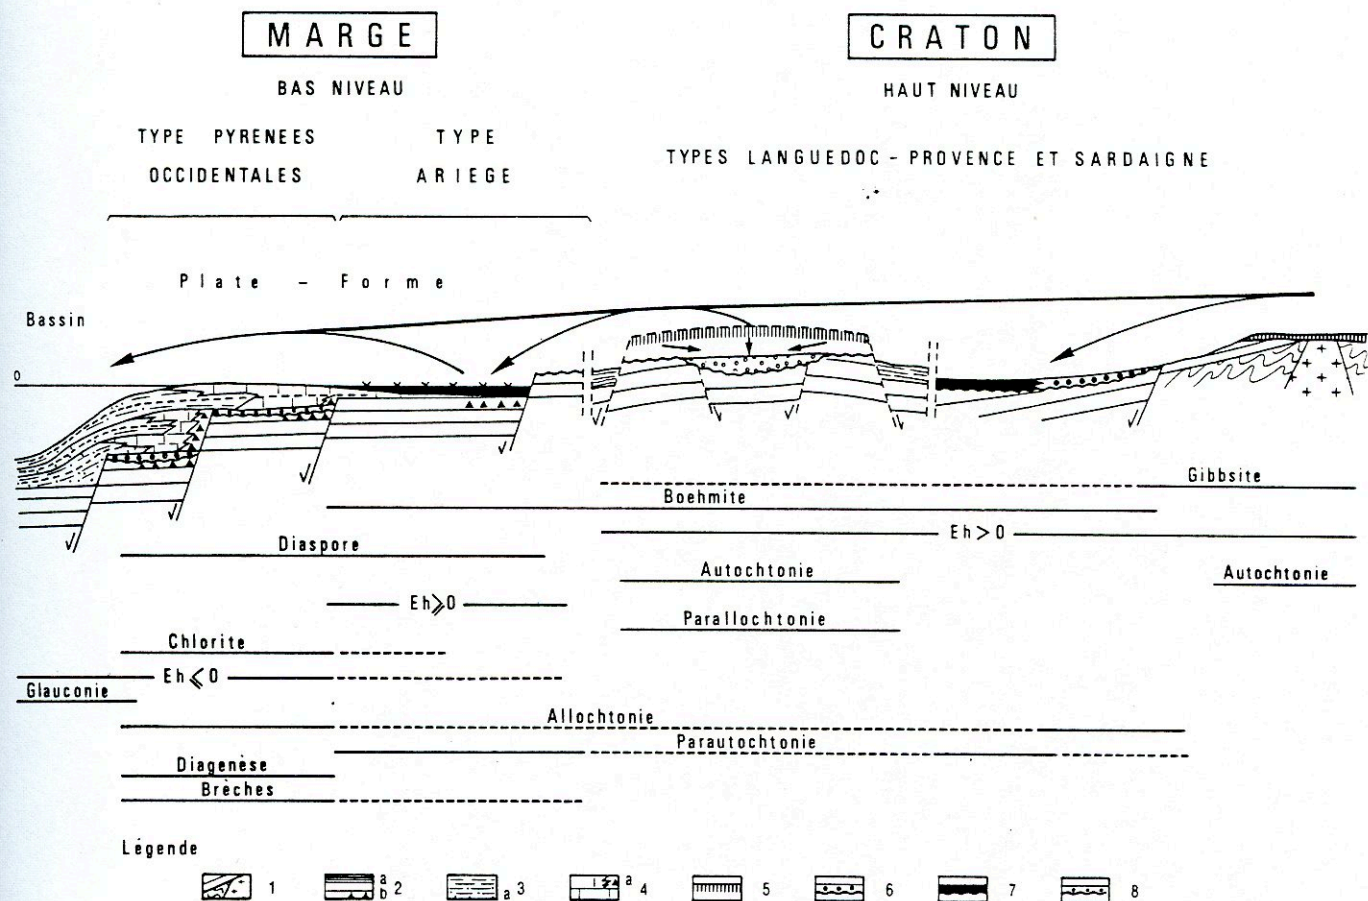 MARGE
CRATON
BAS NIVEAU
HAUT NIVEAU
TYPE PYRENEES
OCCIDENTALES
TYPE
ARIEGE
TYPES LANGUEDOC - PROVENCE ET SARDAIGNE
Plate - Forme
Bassin
0
Gibbsite
Boehmite
Eh > 0
Diaspore
Autochtonie
Autochtonie
Eh ⩾ 0
Parallochtonie
Chlorite
Eh ⩽ 0
Glauconie
Allochtonie
Parautochtonie
Diagenèse
Brèches
Légende
1
a
b 2
a 3
a 4
5
6
7
8